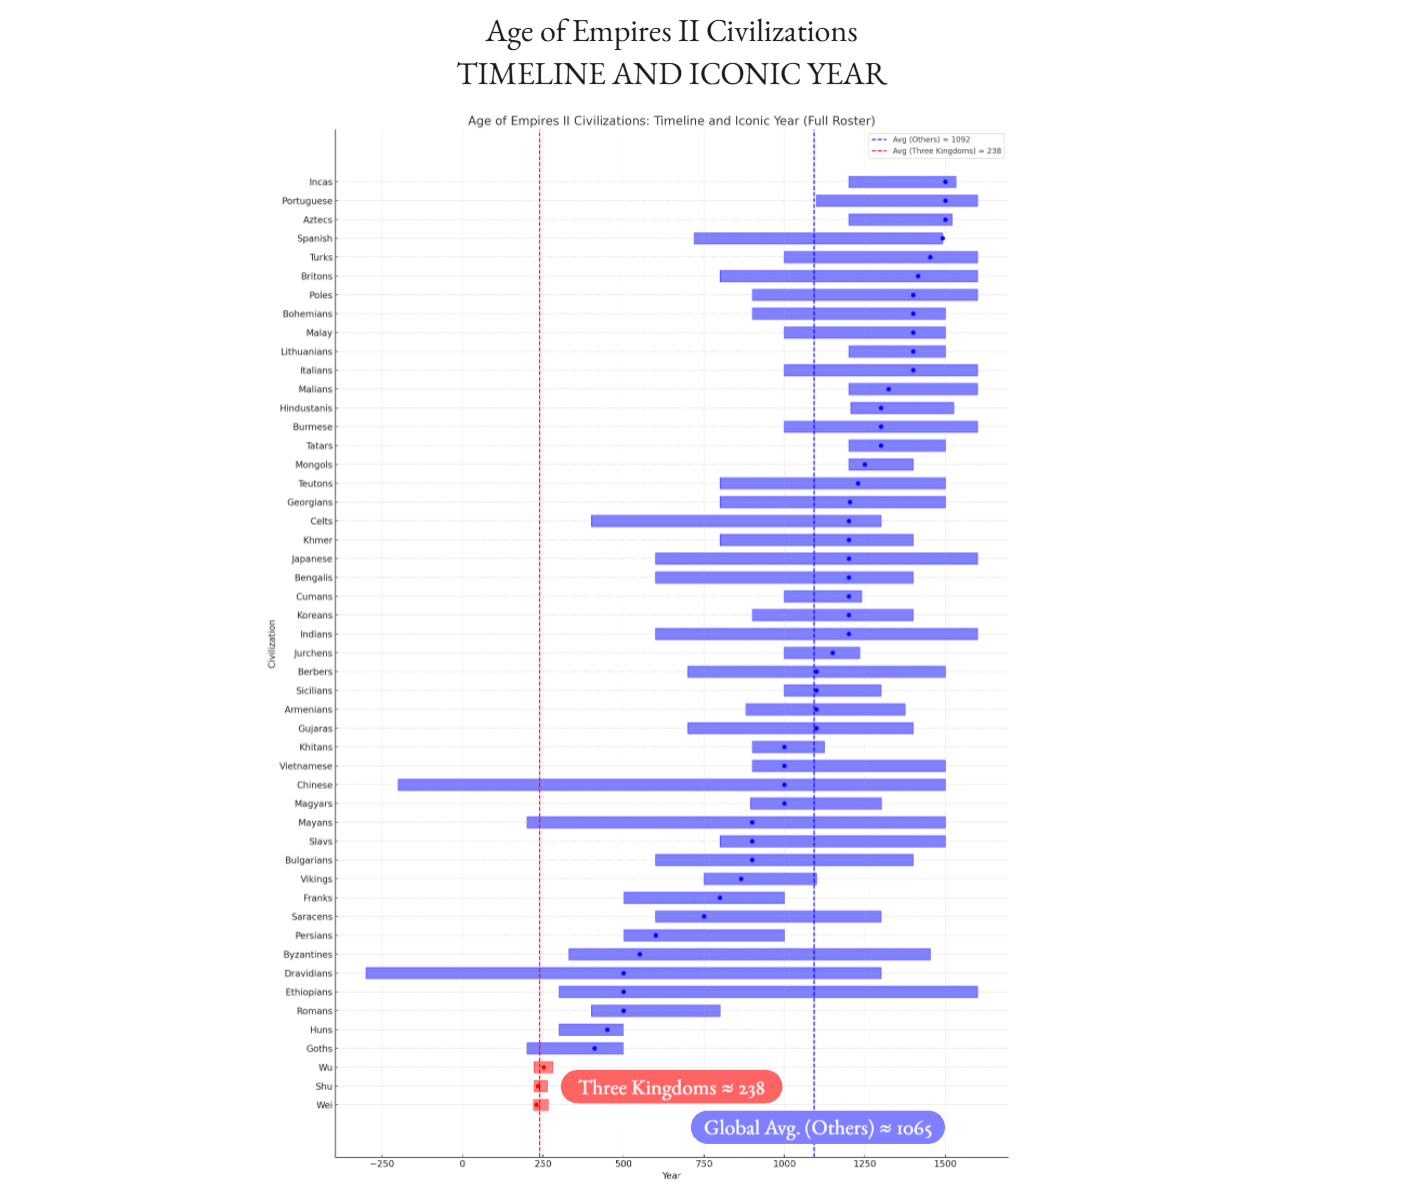 Age of Empires II Civilizations
TIMELINE AND ICONIC YEAR
Age of Empires II Civilizations: Timeline and Iconic Year (Full Roster)
Avg (Others) ≈ 1092
Avg (Three Kingdoms) ≈ 238
Incas
Portuguese
Aztecs
Spanish
Turks
Britons
Poles
Bohemians
Malay
Lithuanians
Italians
Malians
Hindustanis
Burmese
Tatars
Mongols
Teutons
Georgians
Celts
Khmer
Japanese
Bengalis
Cumans
Koreans
Indians
Jurchens
Berbers
Sicilians
Armenians
Gujaras
Khitans
Vietnamese
Chinese
Magyars
Mayans
Slavs
Bulgarians
Vikings
Franks
Saracens
Persians
Byzantines
Dravidians
Ethiopians
Romans
Huns
Goths
Wu
Shu
Wei
Civilization
Three Kingdoms ≈ 238
Global Avg. (Others) ≈ 1065
−250 0 250 500 750 1000 1250 1500
Year